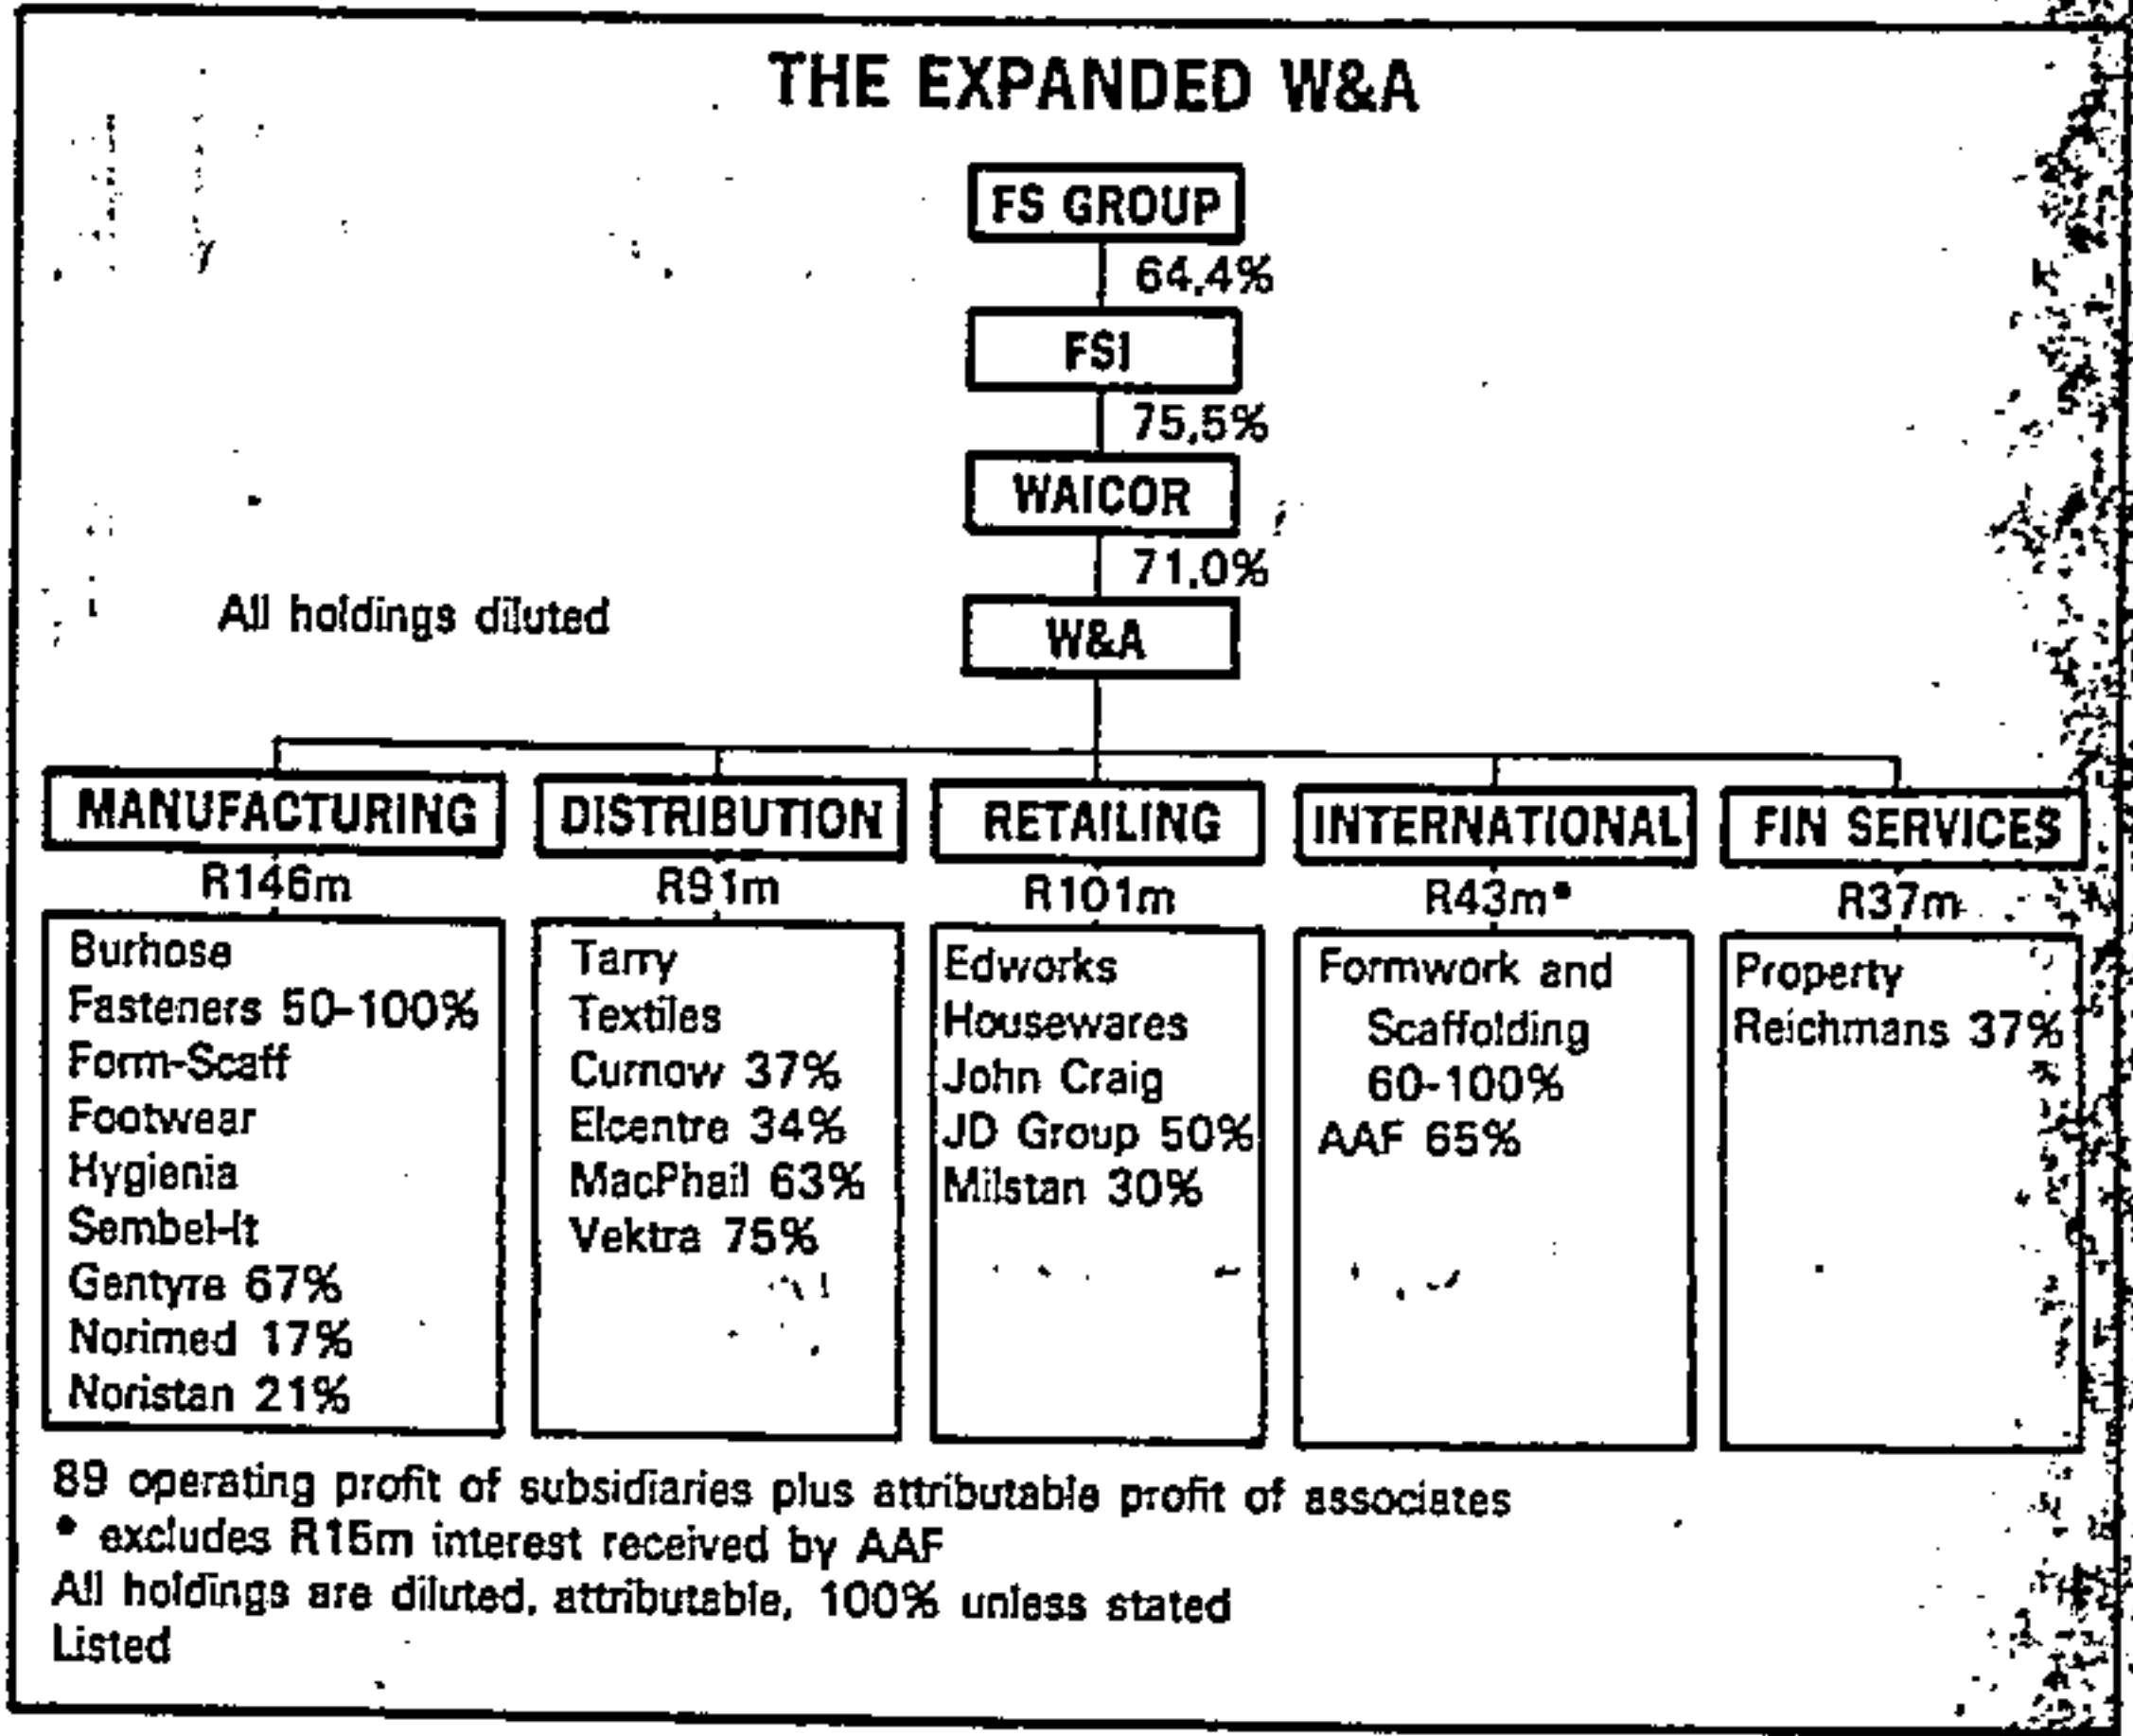 THE EXPANDED W&A
FS GROUP
64,4%
FSI
75,5%
WAICOR
71,0%
All holdings diluted
W&A
MANUFACTURING
R146m
Burhose
Fasteners 50-100%
Form-Scaff
Footwear
Hygienia
Sembel-It
Gentyre 67%
Norimed 17%
Noristan 21%
DISTRIBUTION
R91m
Tarry
Textiles
Curnow 37%
Elcentre 34%
MacPhail 63%
Vektra 75%
RETAILING
R101m
Edworks
Housewares
John Craig
JD Group 50%
Milstan 30%
INTERNATIONAL
R43m•
Formwork and
Scaffolding
60-100%
AAF 65%
FIN SERVICES
R37m
Property
Reichmans 37%
89 operating profit of subsidiaries plus attributable profit of associates
• excludes R15m interest received by AAF
All holdings are diluted, attributable, 100% unless stated
Listed